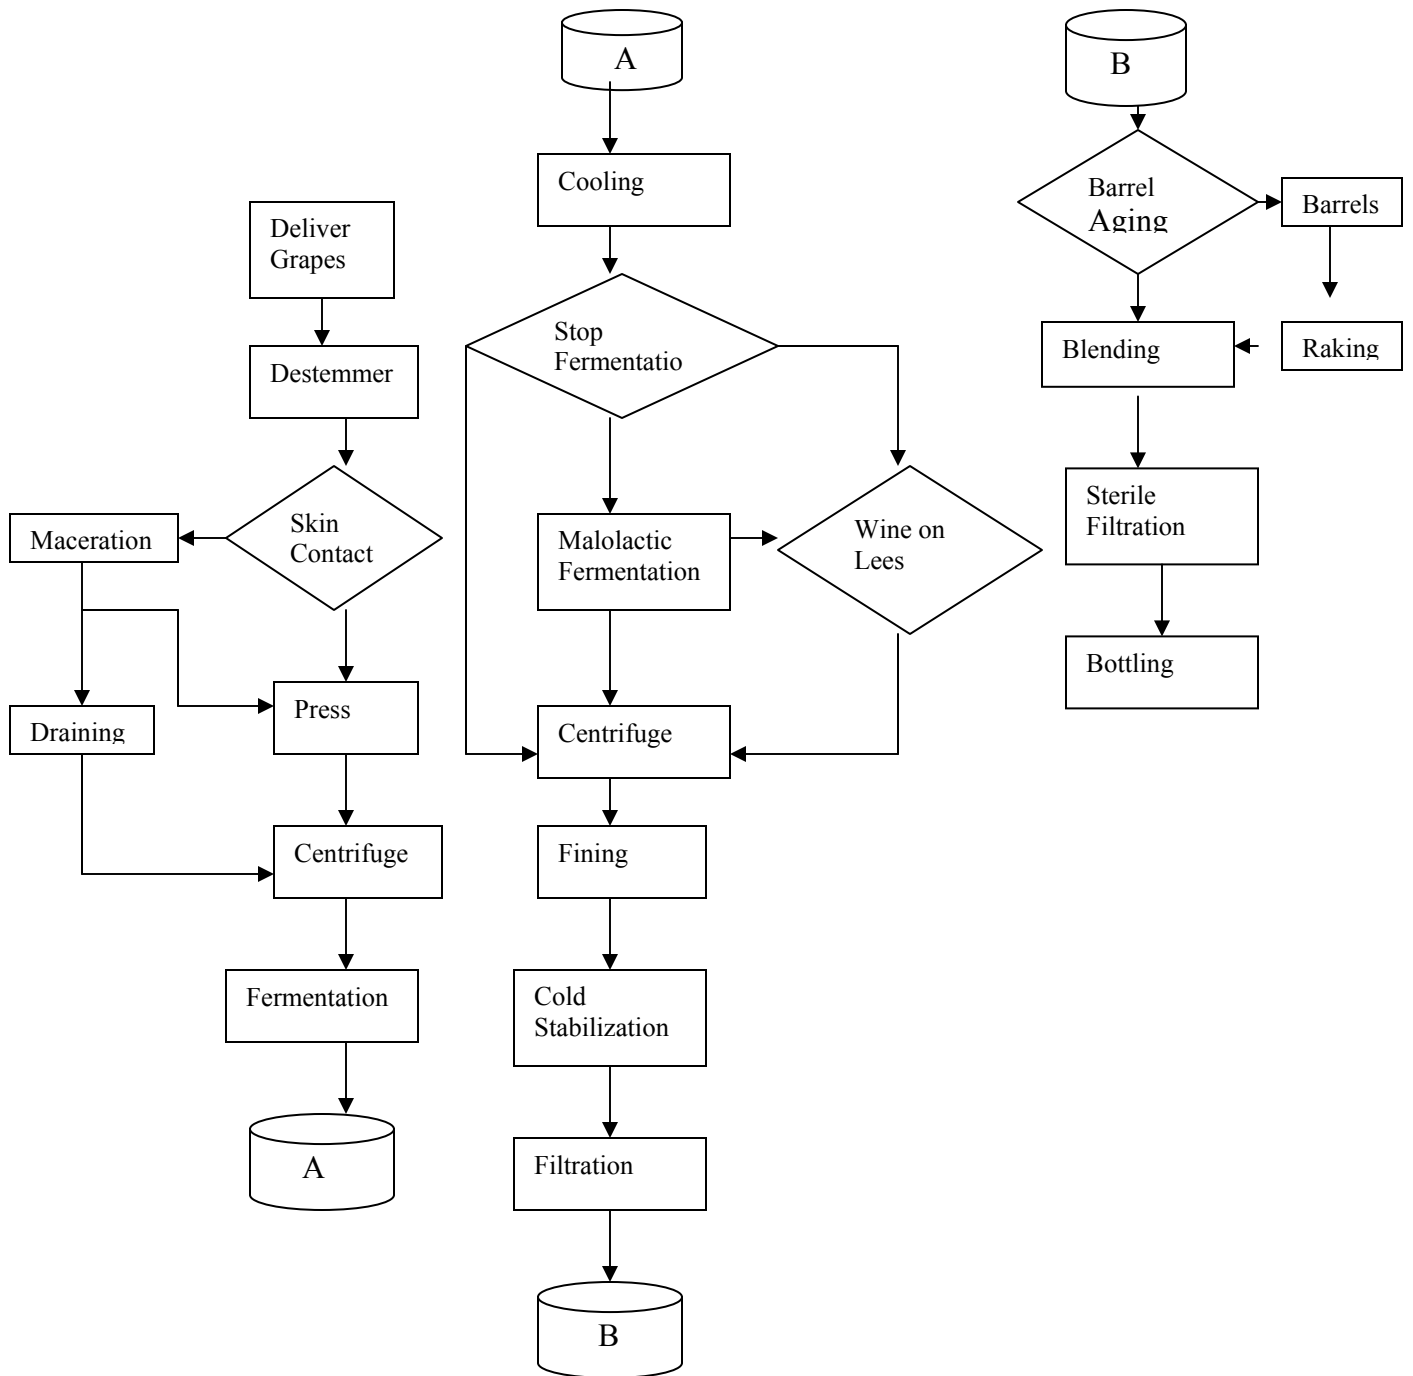 Deliver
Grapes
Destemmer
Skin
Contact
Maceration
Draining
Press
Centrifuge
Fermentation
A
A
Cooling
Stop
Fermentatio
Malolactic
Fermentation
Wine on
Lees
Centrifuge
Fining
Cold
Stabilization
Filtration
B
B
Barrel
Aging
Barrels
Raking
Blending
Sterile
Filtration
Bottling